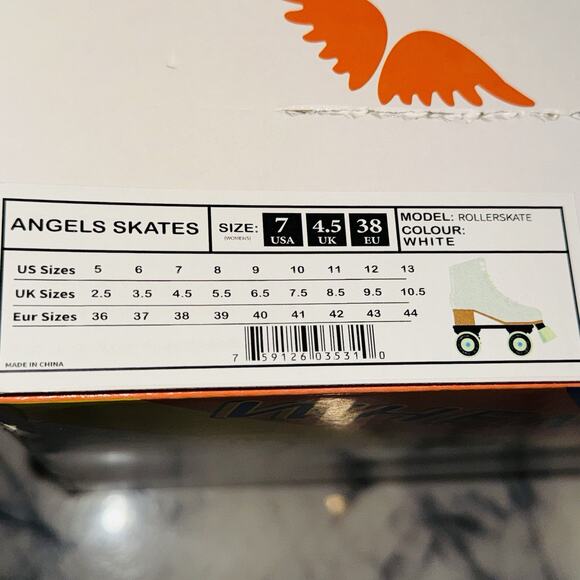 ANGELS SKATES
SIZE:
(WOMENS)
7
USA
4.5
UK
38
EU
MODEL: ROLLERSKATE
COLOUR:
WHITE
US Sizes 5 6 7 8 9 10 11 12 13
UK Sizes 2.5 3.5 4.5 5.5 6.5 7.5 8.5 9.5 10.5
Eur Sizes 36 37 38 39 40 41 42 43 44
7 59126 03531 0
MADE IN CHINA